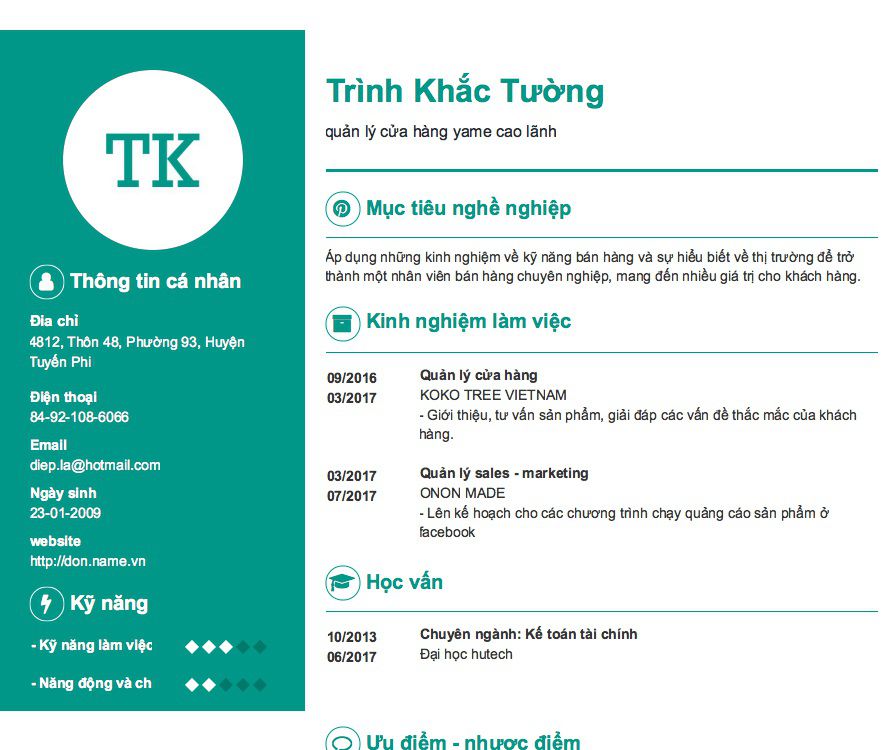 TK
Thông tin cá nhân
Địa chỉ
4812, Thôn 48, Phường 93, Huyện
Tuyến Phi
Điện thoại
84-92-108-6066
Email
diep.la@hotmail.com
Ngày sinh
23-01-2009
website
http://don.name.vn
Kỹ năng
- Kỹ năng làm việc
- Năng động và ch
Trình Khắc Tường
quản lý cửa hàng yame cao lãnh
Mục tiêu nghề nghiệp
Áp dụng những kinh nghiệm về kỹ năng bán hàng và sự hiểu biết về thị trường để trở
thành một nhân viên bán hàng chuyên nghiệp, mang đến nhiều giá trị cho khách hàng.
Kinh nghiệm làm việc
09/2016
03/2017
Quản lý cửa hàng
KOKO TREE VIETNAM
- Giới thiệu, tư vấn sản phẩm, giải đáp các vấn đề thắc mắc của khách
hàng.
03/2017
07/2017
Quản lý sales - marketing
ONON MADE
- Lên kế hoạch cho các chương trình chạy quảng cáo sản phẩm ở
facebook
Học vấn
10/2013
06/2017
Chuyên ngành: Kế toán tài chính
Đại học hutech
Ưu điểm - nhược điểm